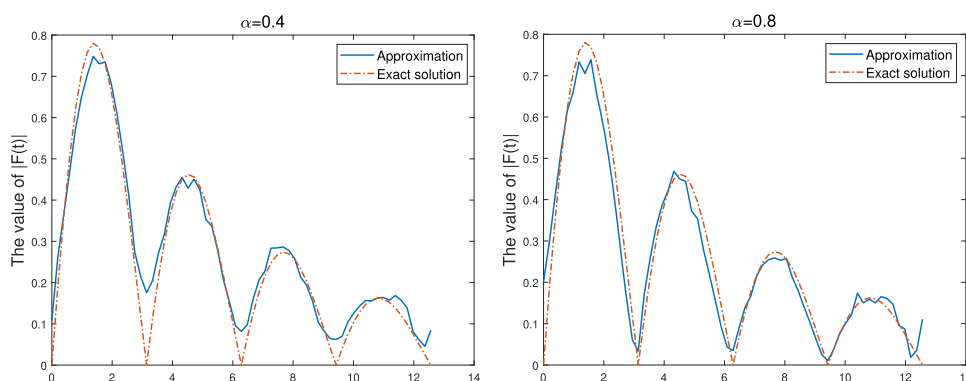 α=0.4
0.8
0.7
0.6
0.5
0.4
0.3
0.2
0.1
0
The value of |F(t)|
Approximation
Exact solution
0 2 4 6 8 10 12 14
α=0.8
0.8
0.7
0.6
0.5
0.4
0.3
0.2
0.1
0
The value of |F(t)|
Approximation
Exact solution
0 2 4 6 8 10 12 1